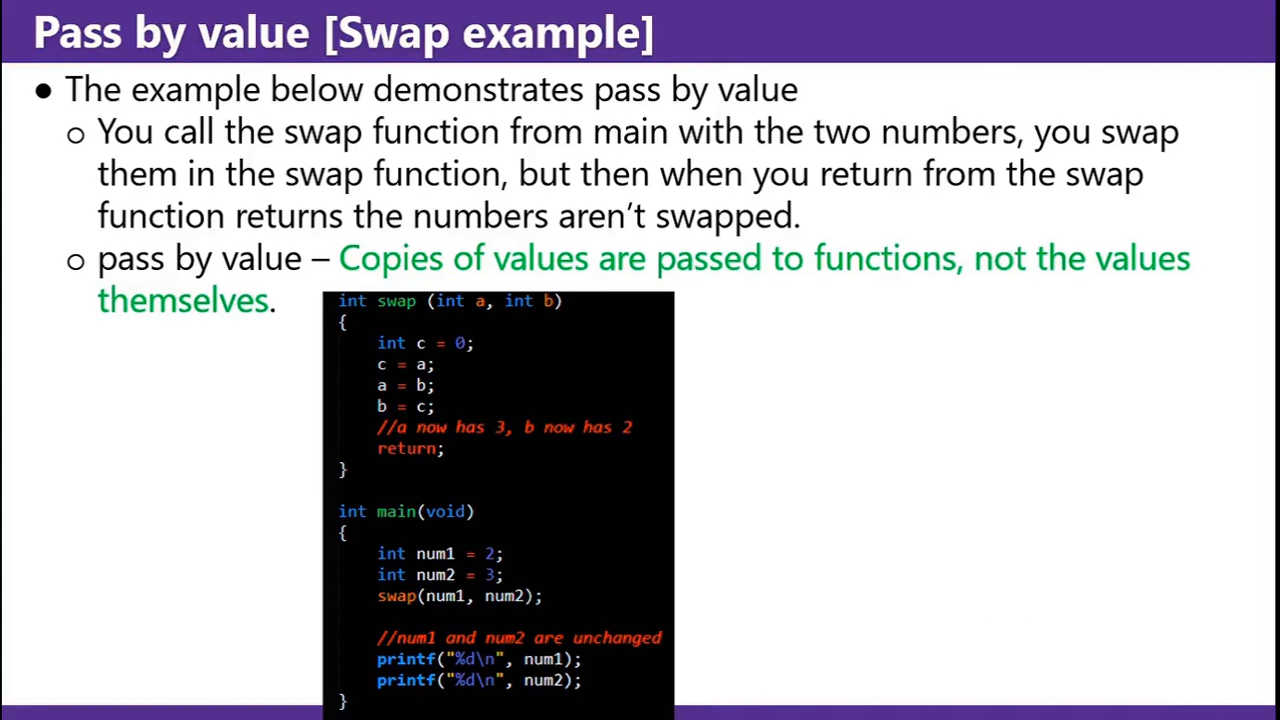 Pass by value [Swap example]
● The example below demonstrates pass by value
o You call the swap function from main with the two numbers, you swap
them in the swap function, but then when you return from the swap
function returns the numbers aren’t swapped.
o pass by value – Copies of values are passed to functions, not the values
themselves.
int swap (int a, int b)
{
    int c = 0;
    c = a;
    a = b;
    b = c;
    //a now has 3, b now has 2
    return;
}

int main(void)
{
    int num1 = 2;
    int num2 = 3;
    swap(num1, num2);

    //num1 and num2 are unchanged
    printf("%d\n", num1);
    printf("%d\n", num2);
}